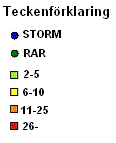 Teckenförklaring
STORM
RAR
2-5
6-10
11-25
26-